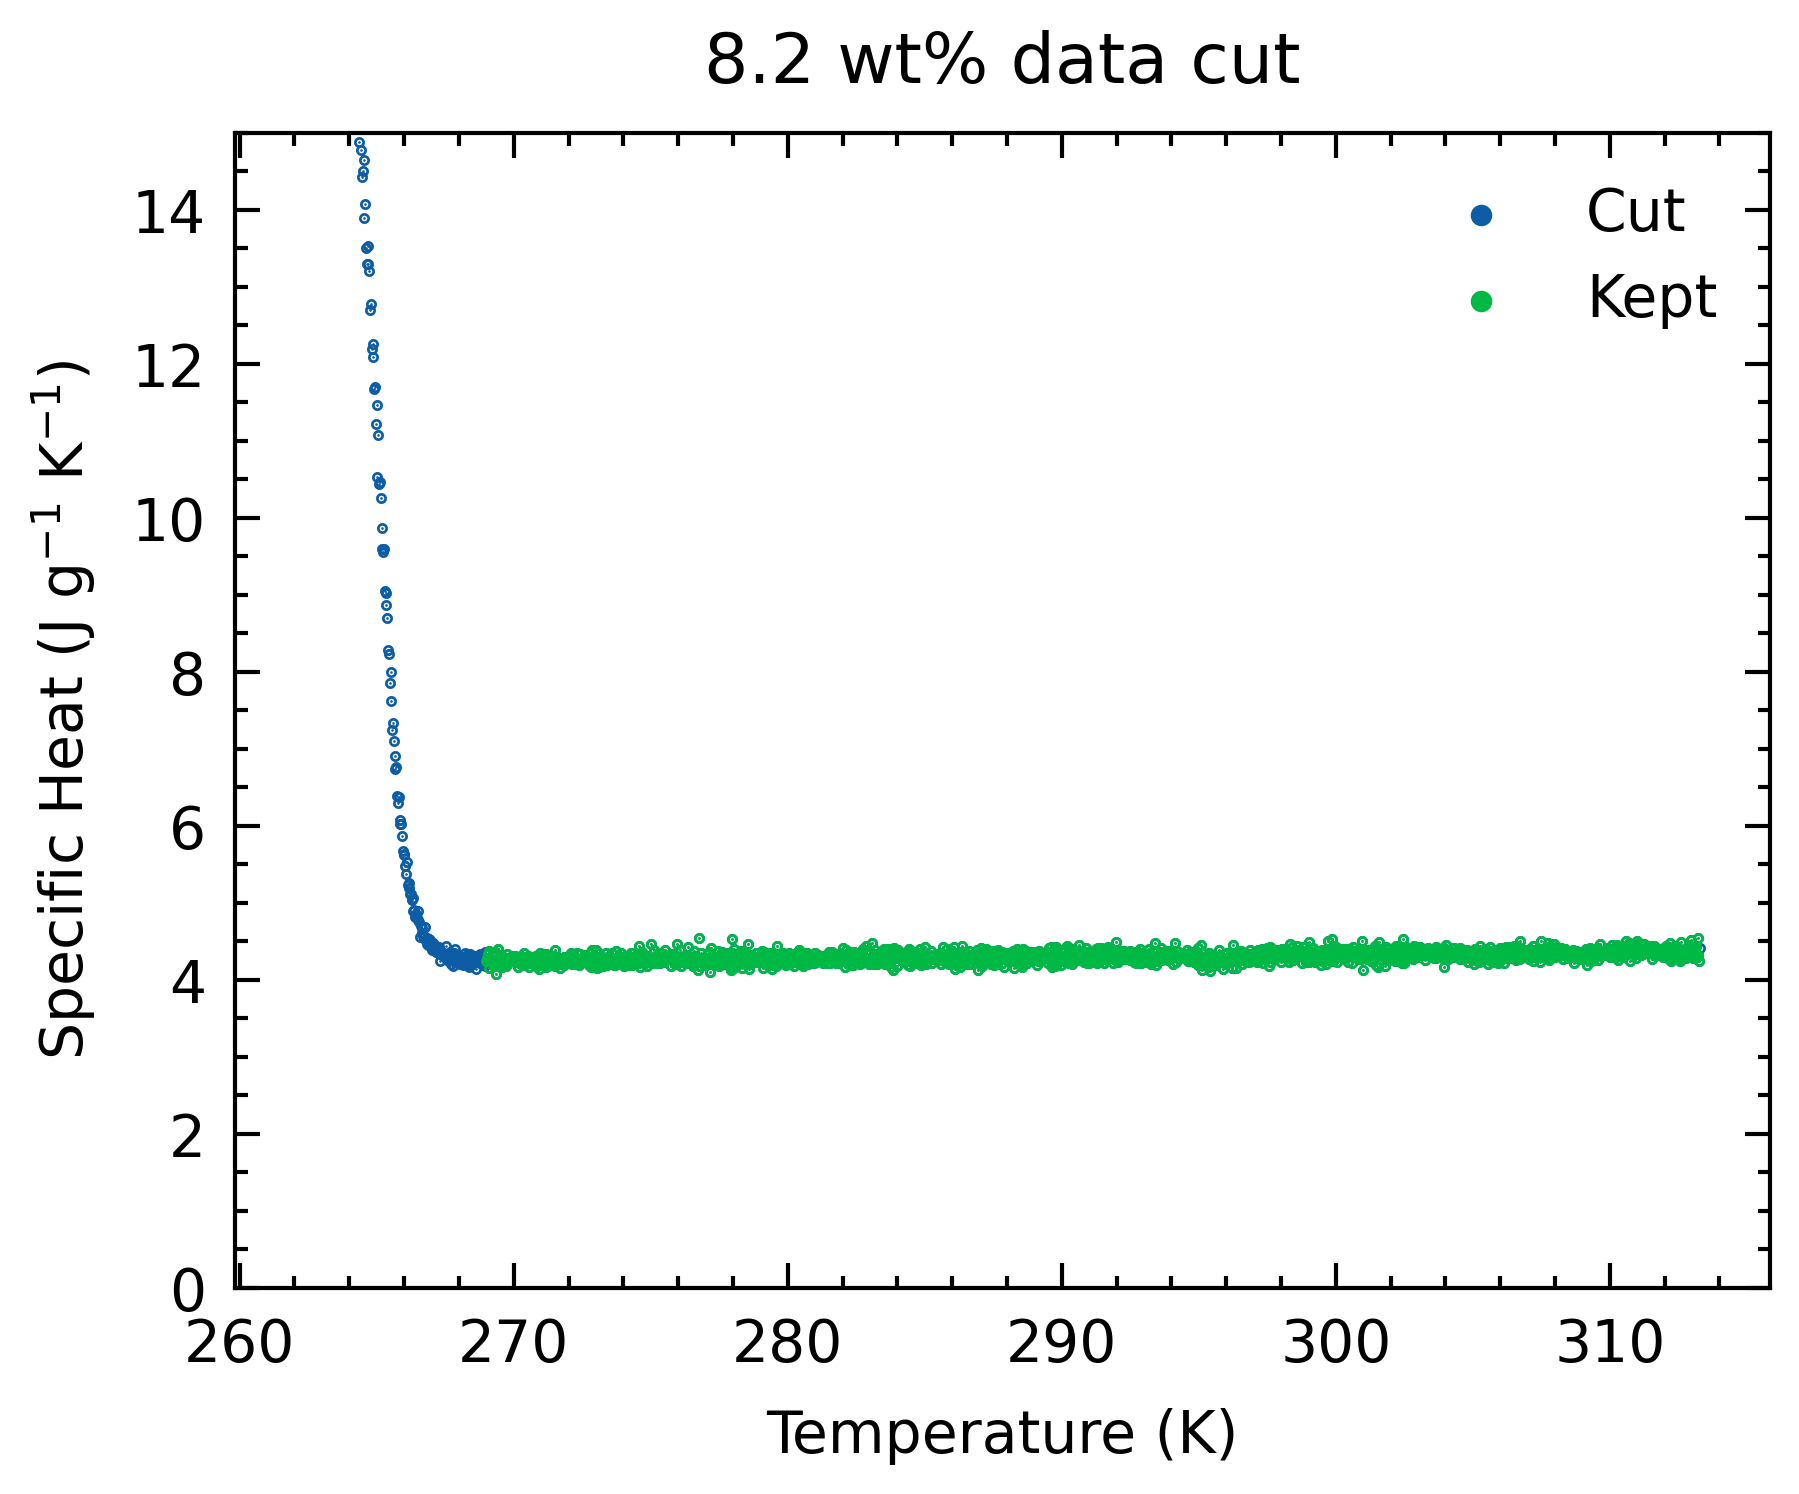 8.2 wt% data cut
Cut
Kept
14
12
10
8
6
4
2
0
Specific Heat (J g⁻¹ K⁻¹)
260 270 280 290 300 310
Temperature (K)